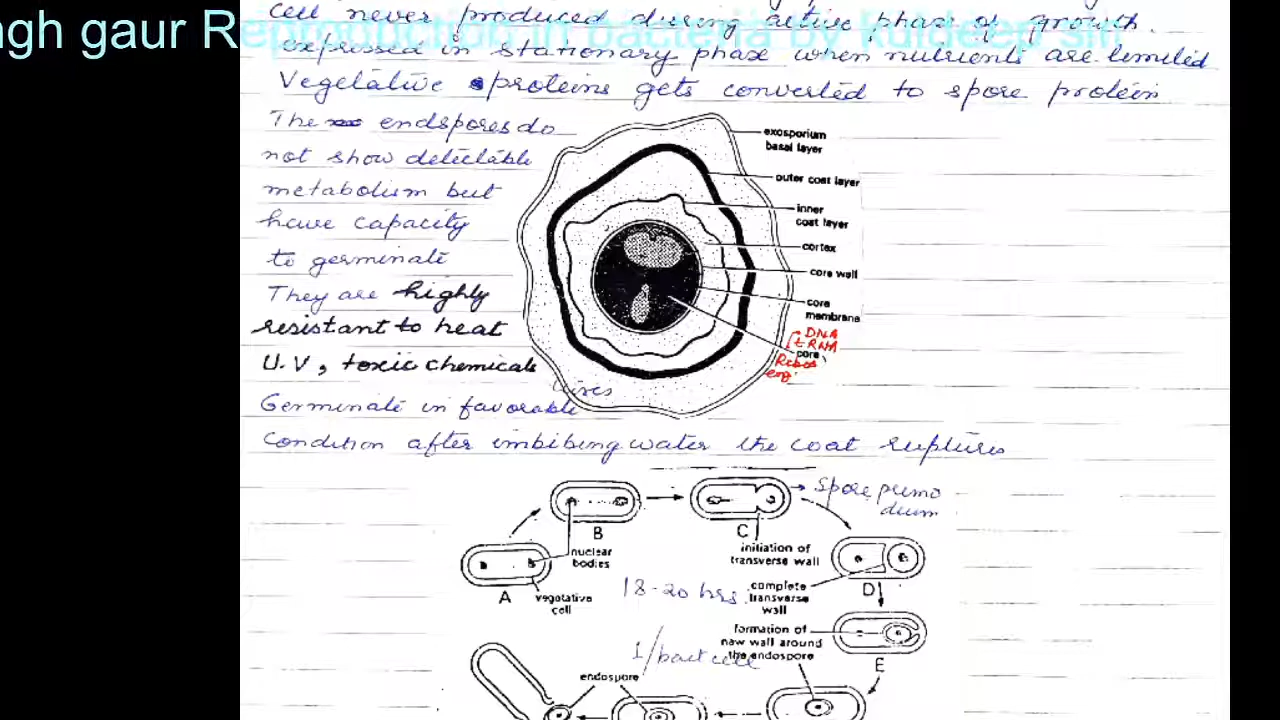 ngh gaur Reproduction in bacteria by Kuldeep sin
cell never produced during active phase of growth.
expressed in stationary phase when nutrients are limited
Vegetative proteins gets converted to spore protein
The endspores do
not show detectable
metabolism but
have capacity
to germinate
They are highly
resistant to heat
U.V, toxic chemicals
Germinate in favorable
Condition after imbibing water the coat ruptures
exosporium
basal layer
outer coat layer
inner
coat layer
cortex
core wall
core
membrane
DNA
t RNA
core
Ribos
enz.
B
nuclear
bodies
A
vegetative
cell
C
Spore primo
dium
initiation of
transverse wall
18-20 hrs.
complete
transverse
wall
D
formation of
new wall around
the endospore
E
1/bact cell
endospore